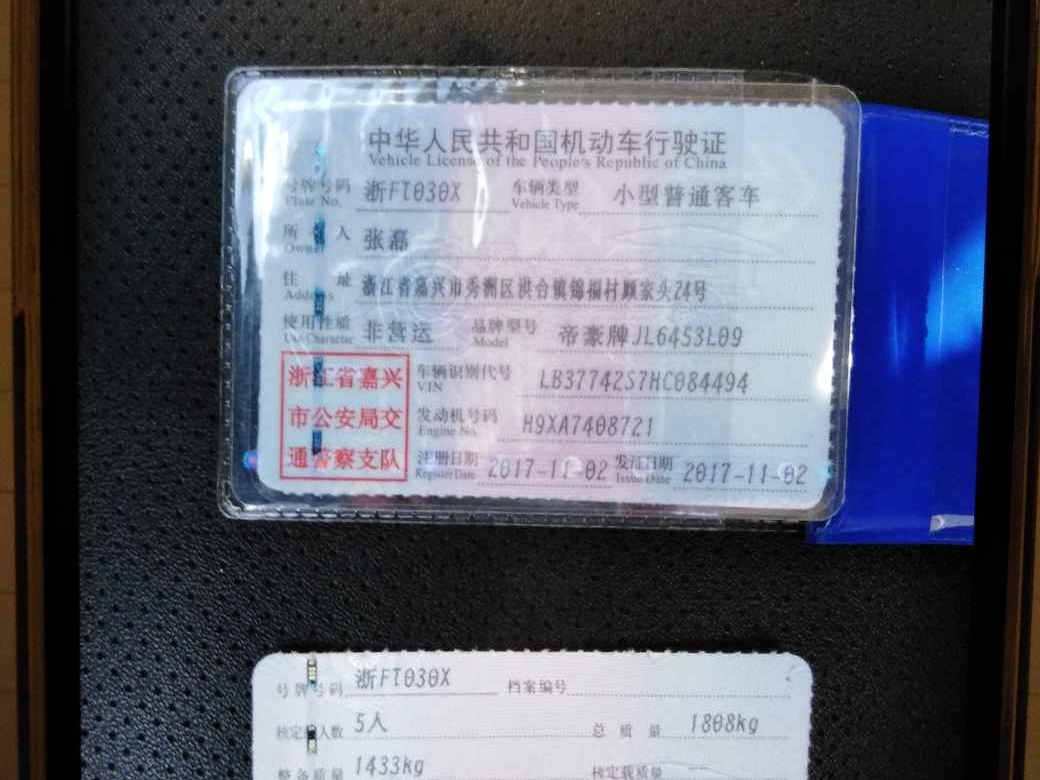 中华人民共和国机动车行驶证
Vehicle License of the People's Republic of China
号牌号码 浙FT030X 车辆类型 小型普通客车
Plate No. Vehicle Type
所有人 张磊
Owner
住址 浙江省嘉兴市秀洲区洪合镇锦福村顾家头24号
Address
使用性质 非营运 品牌型号 帝豪牌JL6453L09
Use Character Model
浙江省嘉兴 车辆识别代号 LB37742S7HC084494
VIN
市公安局交 发动机号码 H9XA7408721
Engine No.
通警察支队 注册日期 2017-11-02 发证日期 2017-11-02
Register Date Issue Date
号牌号码 浙FT030X 档案编号
核定载人数 5人 总质量 1808kg
整备质量 1433kg 核定载质量 --